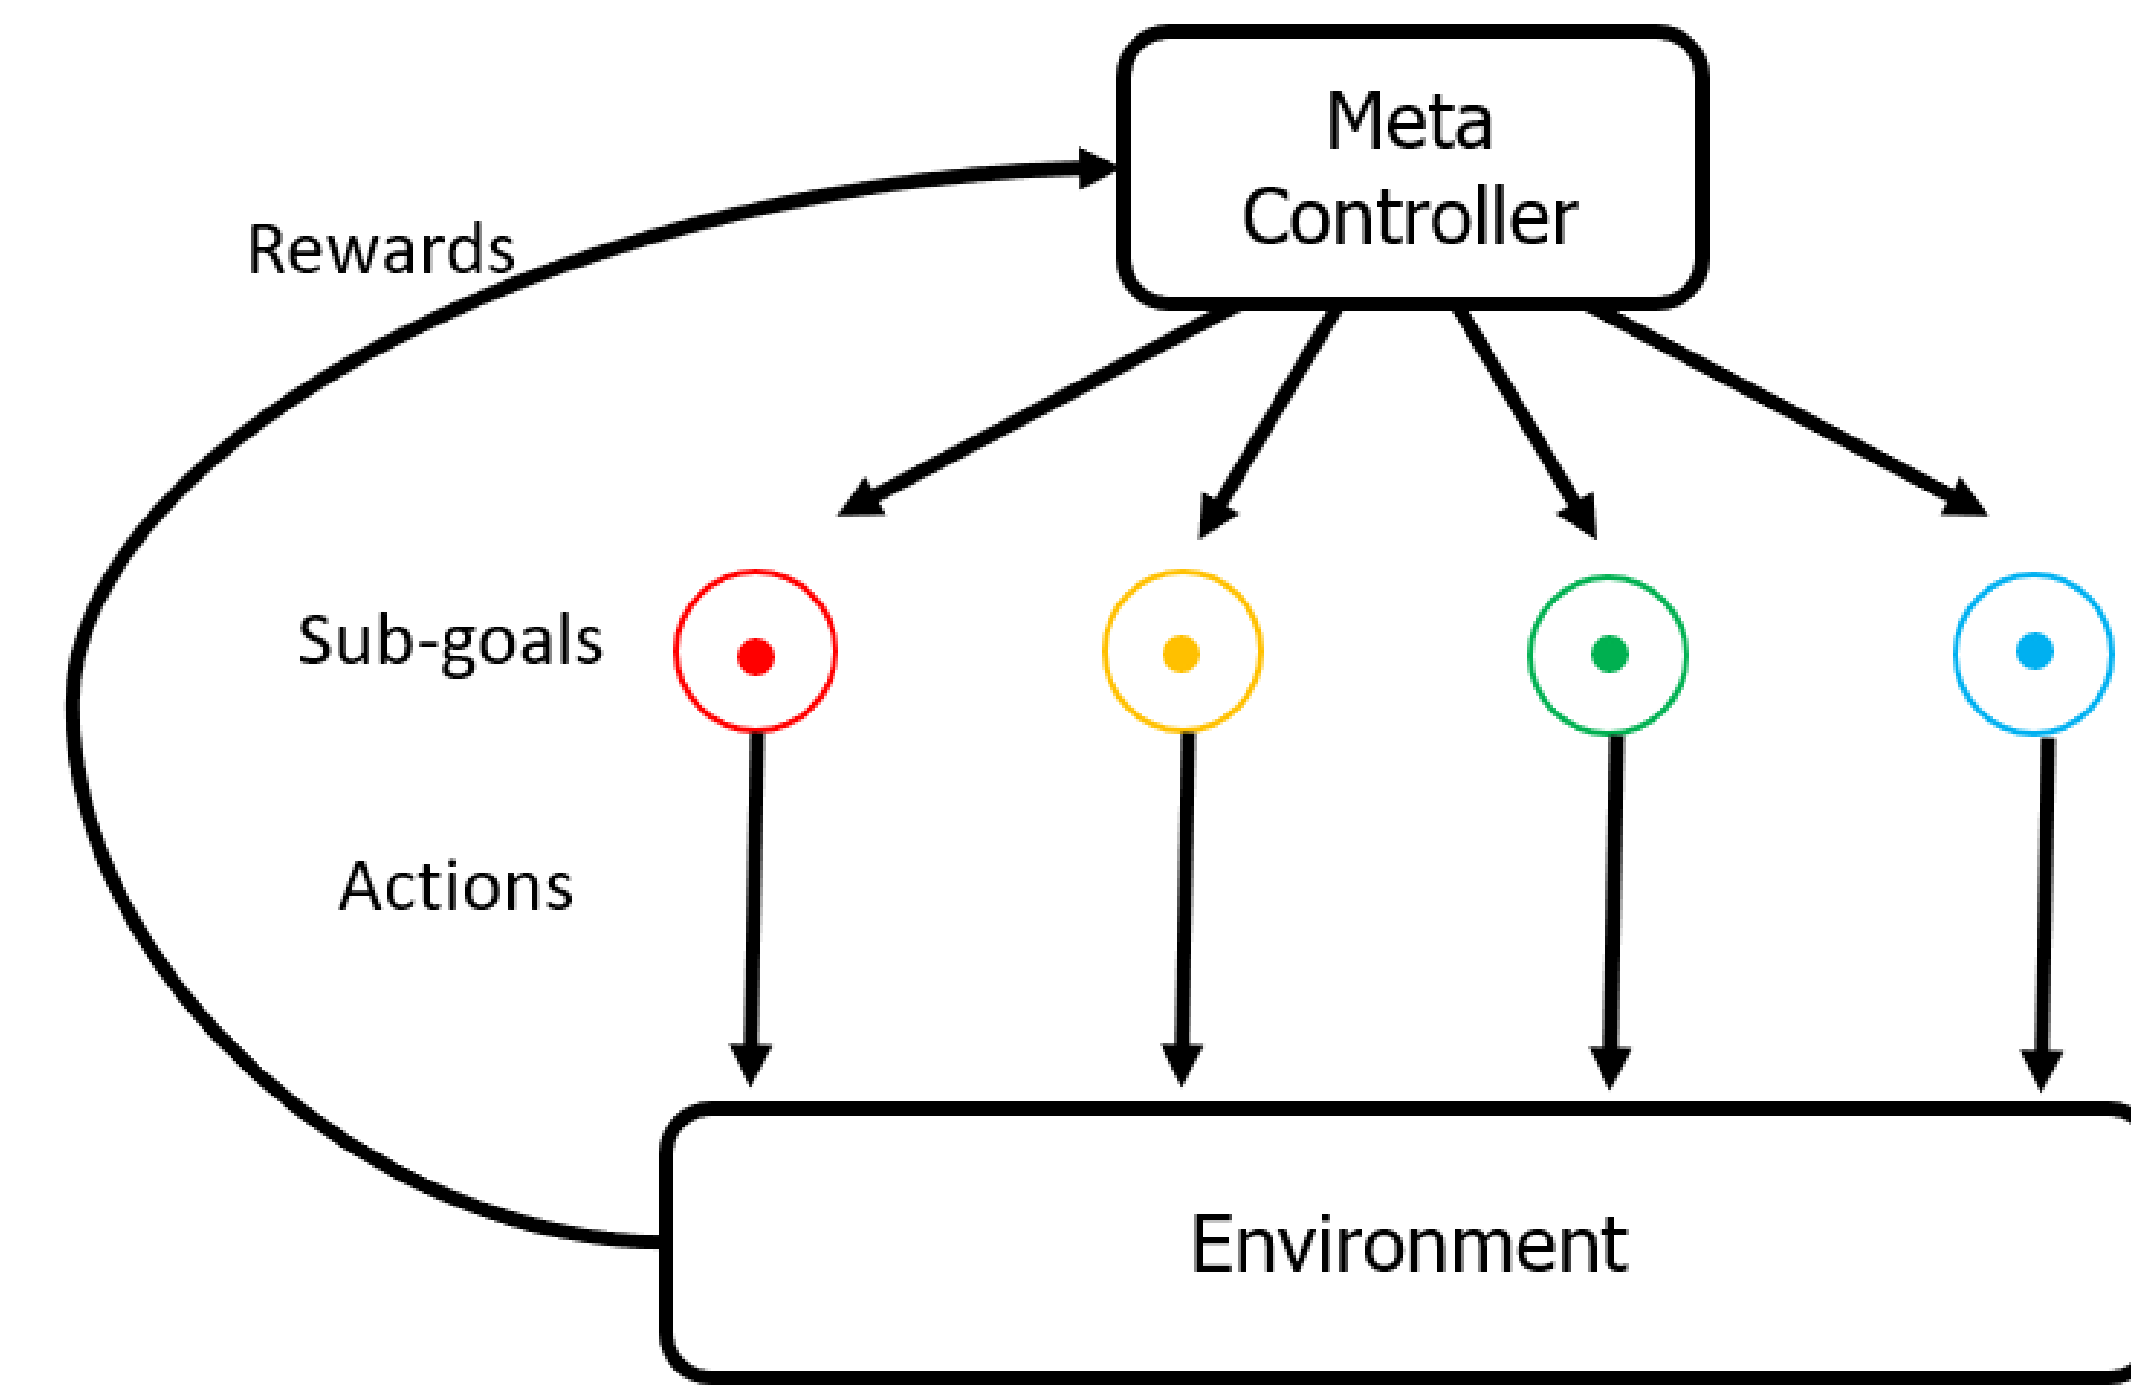 Meta
Controller
Rewards
Sub-goals
Actions
Environment